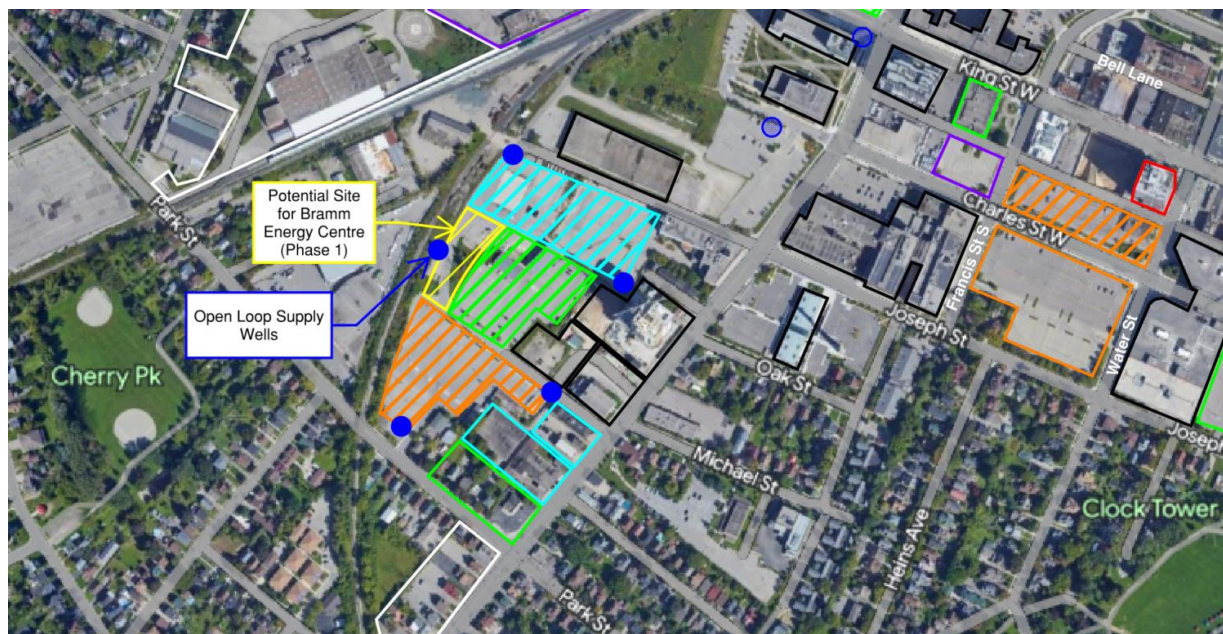 Bell Lane
King St W
Potential Site
for Bramm
Energy Centre
(Phase 1)
Park St
Charles St W
Francis St S
Open Loop Supply
Wells
Joseph St
Water St
Cherry Pk
Oak St
Joseph
Michael St
Clock Tower
Heins Ave
Park St